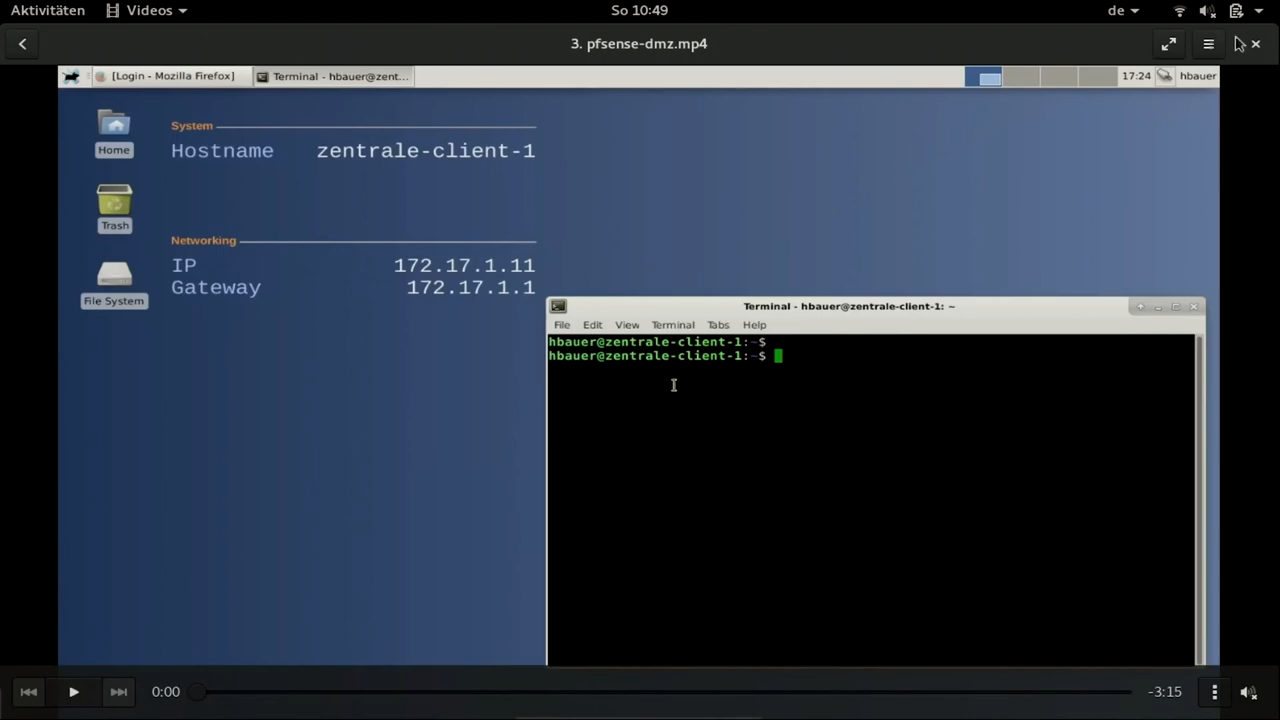 Aktivitäten Videos So 10:49 de
3. pfsense-dmz.mp4
[Login - Mozilla Firefox] Terminal - hbauer@zent... 17:24 hbauer
Home
Trash
File System
System
Hostname zentrale-client-1
Networking
IP 172.17.1.11
Gateway 172.17.1.1
Terminal - hbauer@zentrale-client-1: ~
File Edit View Terminal Tabs Help
hbauer@zentrale-client-1:~$
hbauer@zentrale-client-1:~$
0:00 -3:15